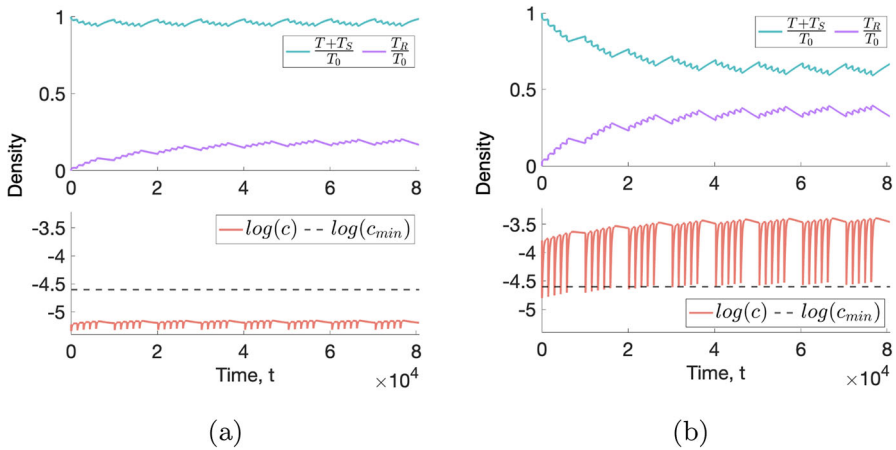 1
0.5
0
Density
T+T_S / T_0  T_R / T_0
0 2 4 6 8
-3.5
-4
-4.5
-5
log(c) -- log(c_min)
0 2 4 6 8
Time, t
×10^4
(a)
1
0.5
0
Density
T+T_S / T_0  T_R / T_0
0 2 4 6 8
-3.5
-4
-4.5
-5
log(c) -- log(c_min)
0 2 4 6 8
Time, t
×10^4
(b)